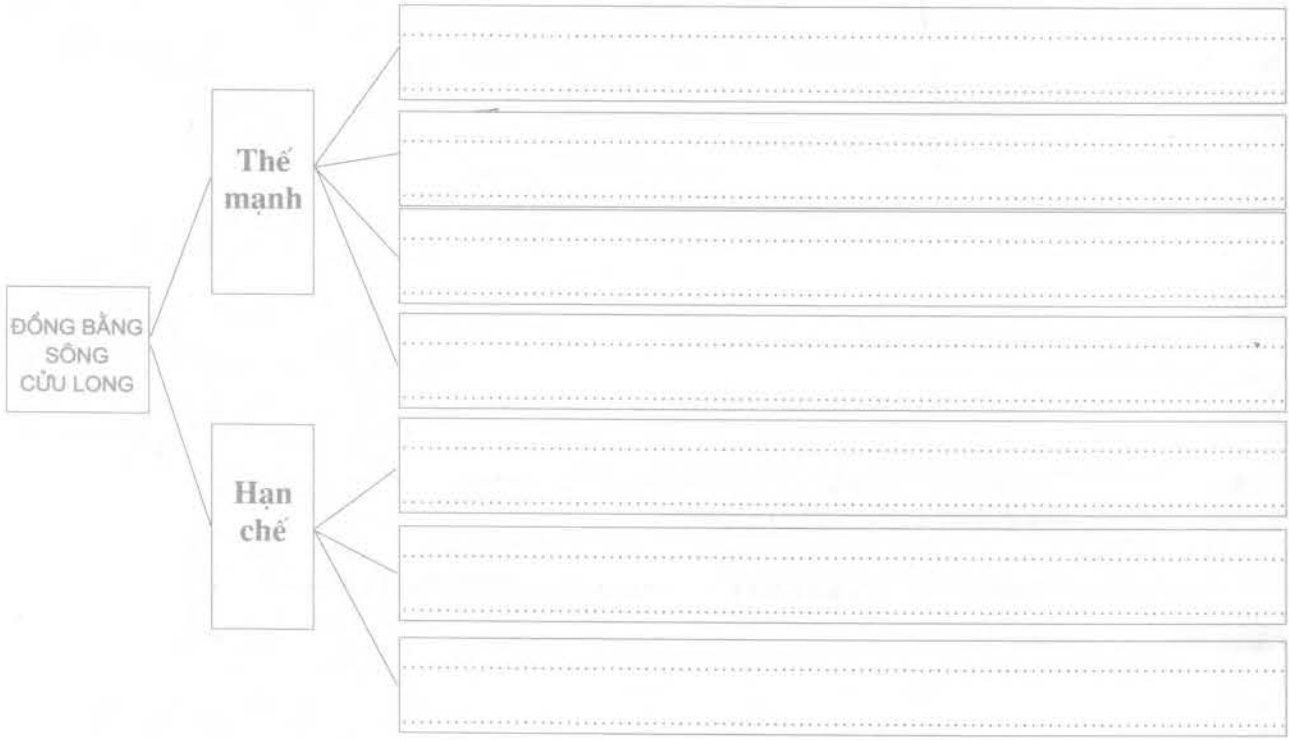 Thế
mạnh
ĐỒNG BẰNG
SÔNG
CỬU LONG
Hạn
chế